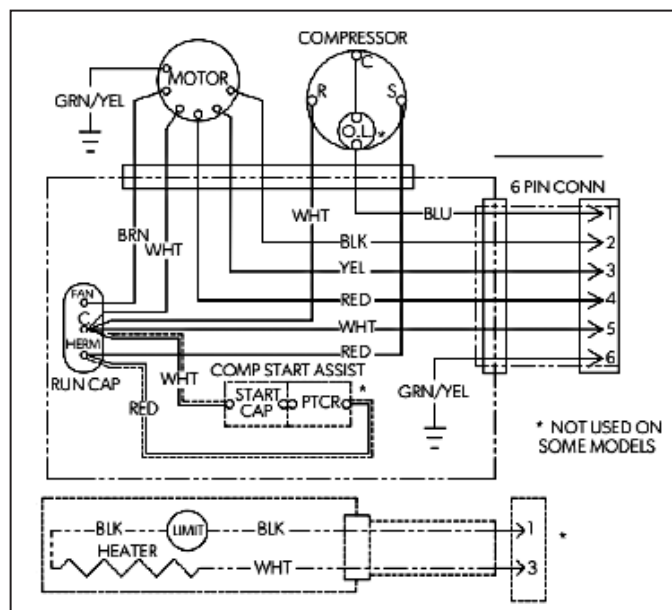 COMPRESSOR
MOTOR
C
R
S
O.L.
*
GRN/YEL
6 PIN CONN
WHT
BLU
1
BRN
WHT
BLK
2
YEL
3
FAN
RED
4
C
WHT
5
HERM
RED
6
RUN CAP
WHT
COMP START ASSIST
*
START
CAP
PTCR
RED
GRN/YEL
* NOT USED ON
SOME MODELS
BLK
LIMIT
BLK
1
*
HEATER
WHT
3